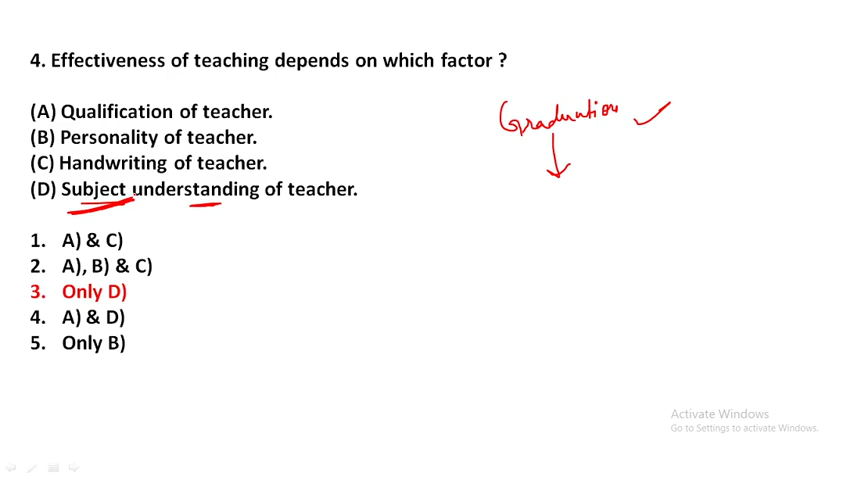 4. Effectiveness of teaching depends on which factor ?
(A) Qualification of teacher.
(B) Personality of teacher.
(C) Handwriting of teacher.
(D) Subject understanding of teacher.
1. A) & C)
2. A), B) & C)
3. Only D)
4. A) & D)
5. Only B)
Graduation
Activate Windows
Go to Settings to activate Windows.